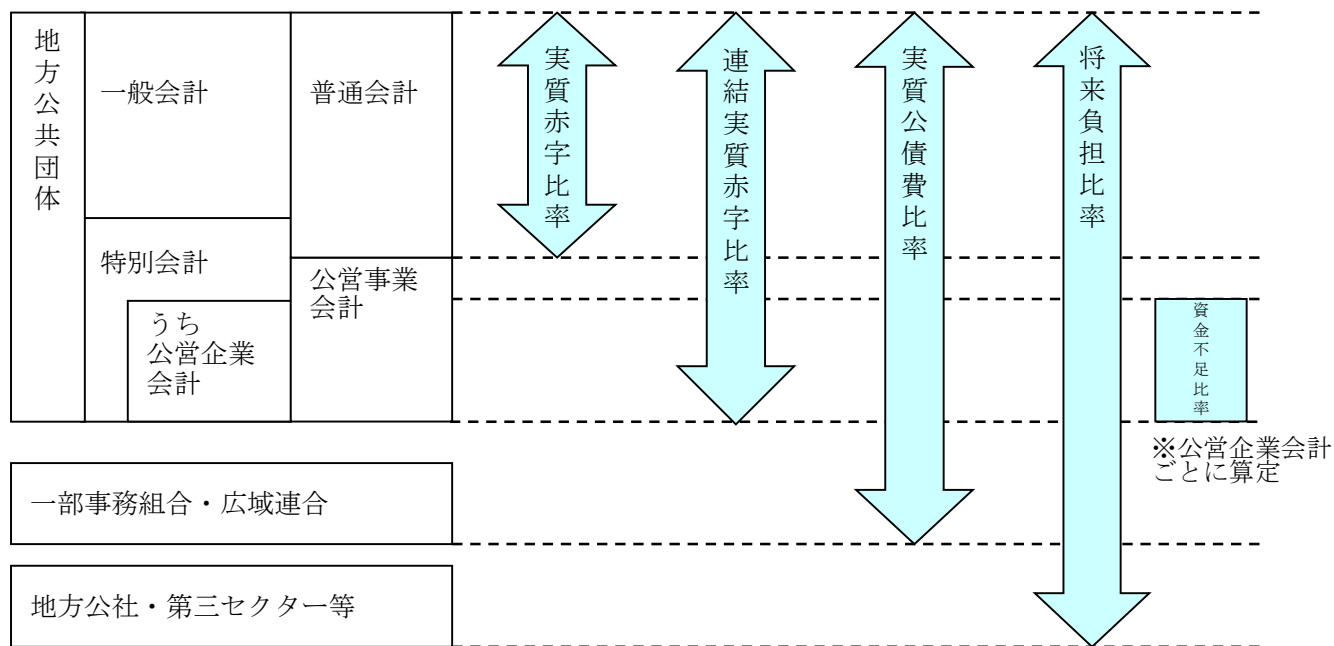 地方公共団体
一般会計
普通会計
特別会計
公営事業
会計
うち
公営企業
会計
実質赤字比率
連結実質赤字比率
実質公債費比率
将来負担比率
資金不足比率
※公営企業会計
ごとに算定
一部事務組合・広域連合
地方公社・第三セクター等